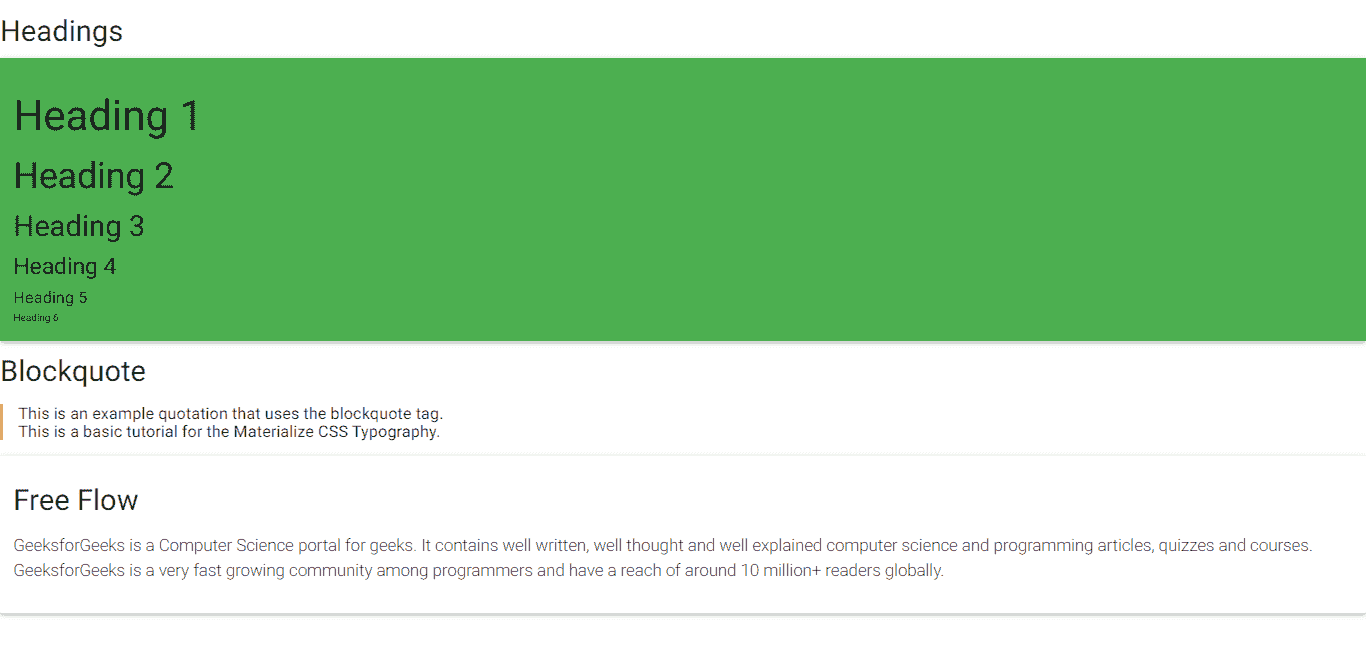 Headings
Heading 1
Heading 2
Heading 3
Heading 4
Heading 5
Heading 6
Blockquote
This is an example quotation that uses the blockquote tag.
This is a basic tutorial for the Materialize CSS Typography.
Free Flow
GeeksforGeeks is a Computer Science portal for geeks. It contains well written, well thought and well explained computer science and programming articles, quizzes and courses.
GeeksforGeeks is a very fast growing community among programmers and have a reach of around 10 million+ readers globally.